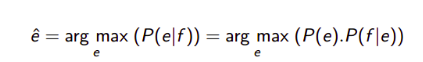 ê = arg max (P(e|f)) = arg max (P(e).P(f|e))
e e